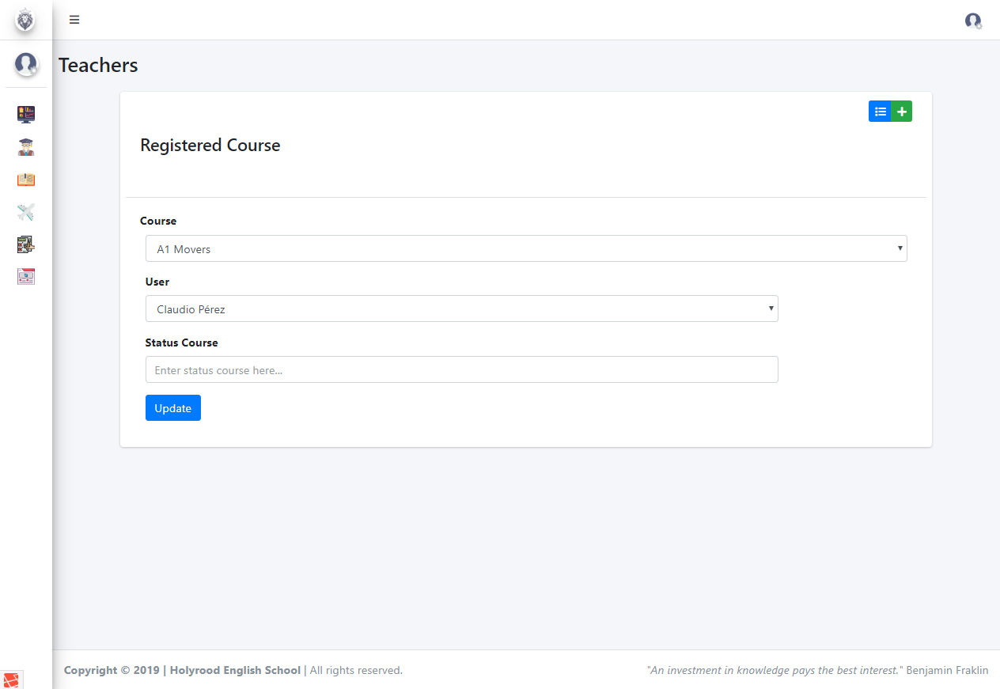 Teachers
Registered Course
Course
A1 Movers
User
Claudio Pérez
Status Course
Enter status course here...
Update
Copyright © 2019 | Holyrood English School | All rights reserved.
"An investment in knowledge pays the best interest." Benjamin Fraklin